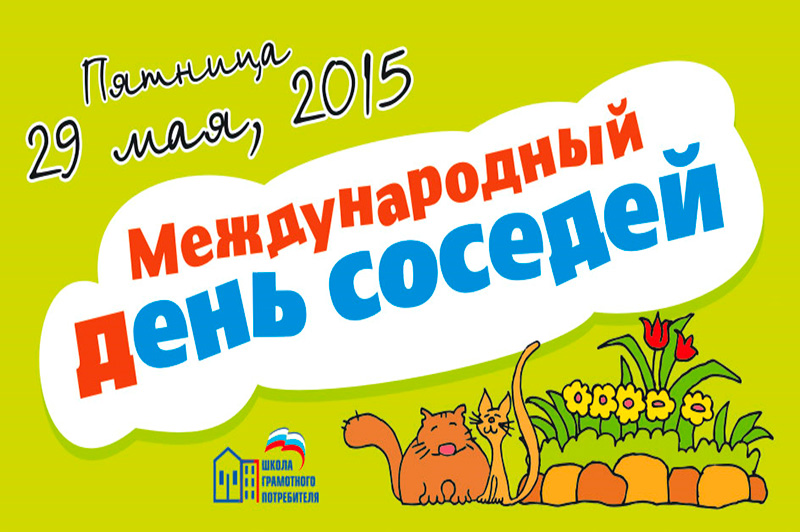 Пятница
29 мая, 2015
Международный
день соседей
ШКОЛА
ГРАМОТНОГО
ПОТРЕБИТЕЛЯ